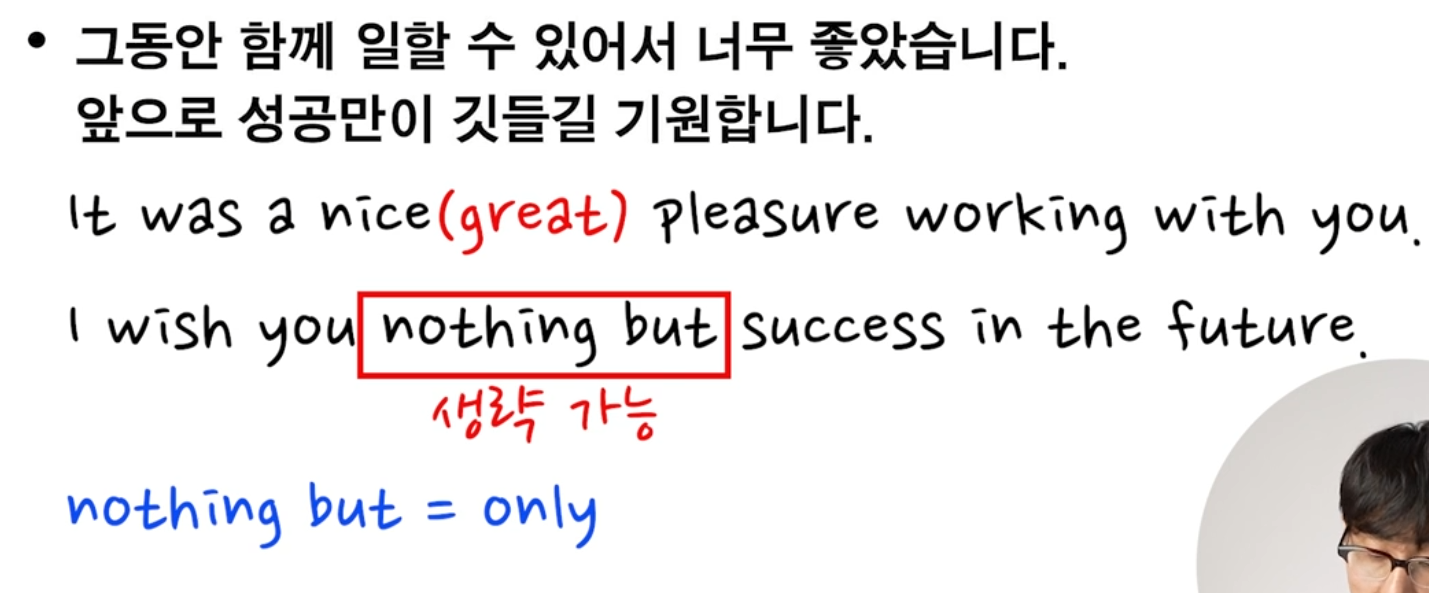 • 그동안 함께 일할 수 있어서 너무 좋았습니다.
앞으로 성공만이 깃들길 기원합니다.
It was a nice(great) pleasure working with you.
I wish you nothing but success in the future.
생략 가능
nothing but = only